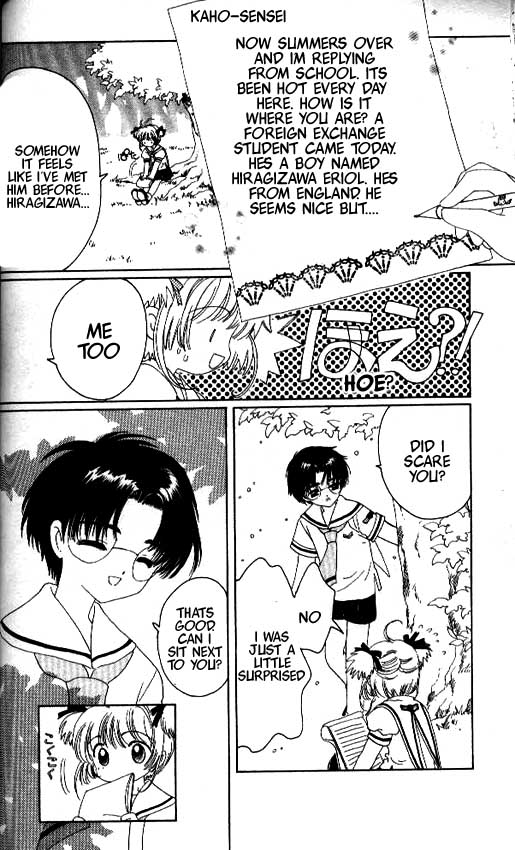 KAHO-SENSEI
NOW SUMMERS OVER
AND IM REPLYING
FROM SCHOOL. ITS
BEEN HOT EVERY DAY
HERE. HOW IS IT
WHERE YOU ARE? A
FOREIGN EXCHANGE
STUDENT CAME TODAY.
HES A BOY NAMED
HIRAGIZAWA ERIOL. HES
FROM ENGLAND. HE
SEEMS NICE BUT....
SOMEHOW
IT FEELS
LIKE I'VE MET
HIM BEFORE...
HIRAGIZAWA...
ME
TOO
ほえ?!
HOE?
DID I
SCARE
YOU?
NO
I WAS
JUST A
LITTLE
SURPRISED
THATS
GOOD.
CAN I
SIT NEXT
TO YOU?